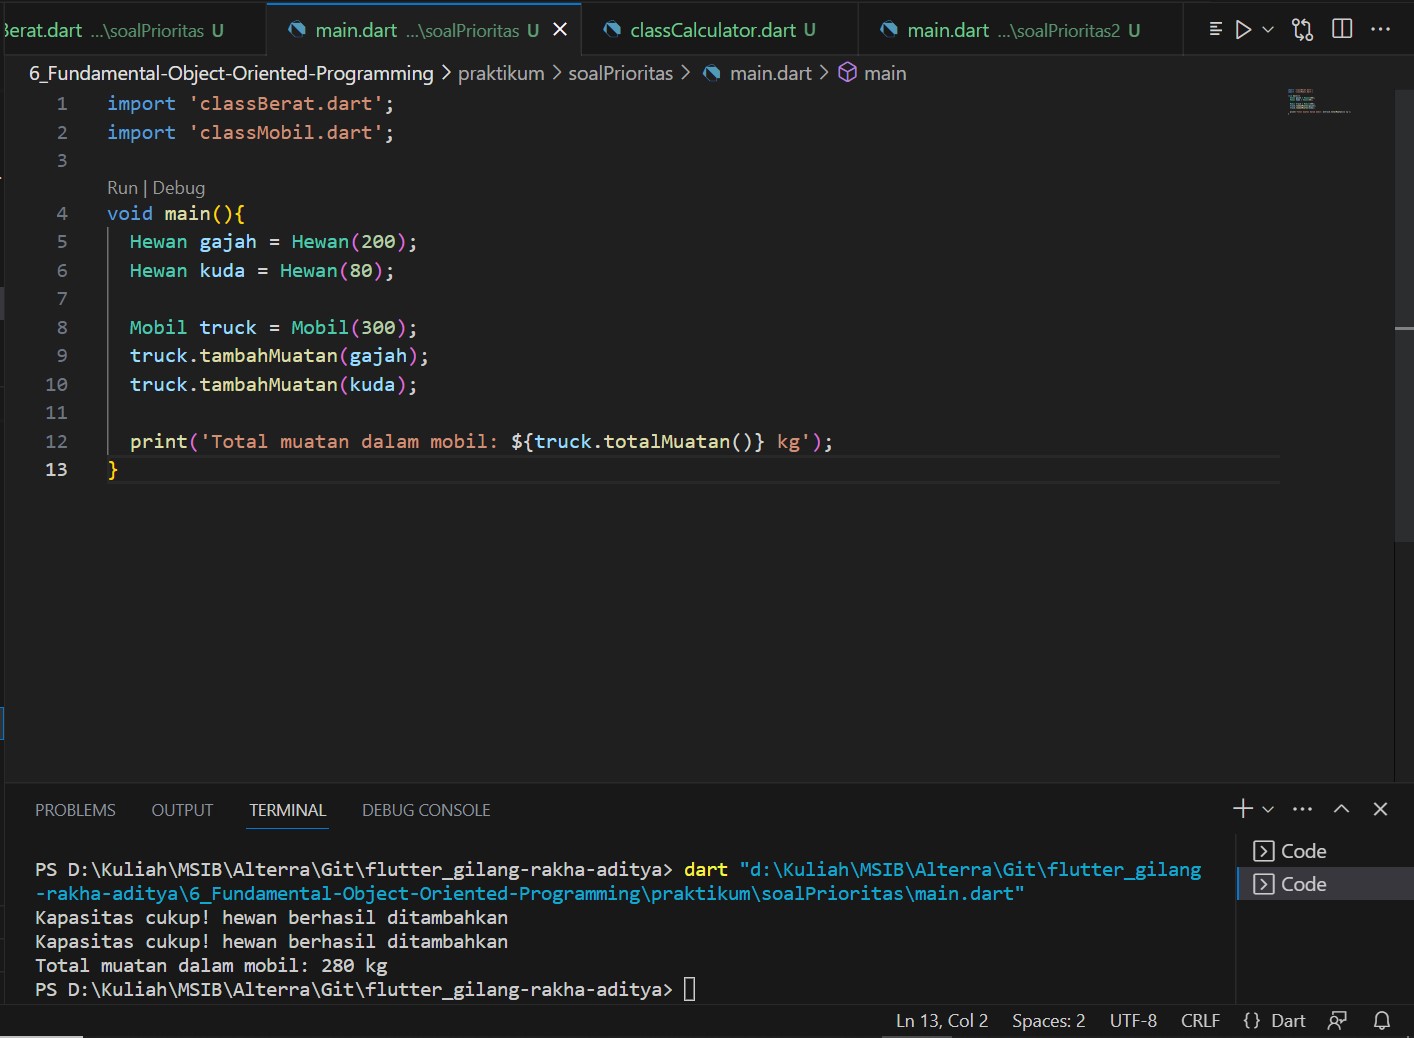 Berat.dart ...\soalPrioritas U
main.dart ...\soalPrioritas U
classCalculator.dart U
main.dart ...\soalPrioritas2 U
6_Fundamental-Object-Oriented-Programming > praktikum > soalPrioritas > main.dart > main
1 import 'classBerat.dart';
2 import 'classMobil.dart';
3
Run | Debug
4 void main(){
5 Hewan gajah = Hewan(200);
6 Hewan kuda = Hewan(80);
7
8 Mobil truck = Mobil(300);
9 truck.tambahMuatan(gajah);
10 truck.tambahMuatan(kuda);
11
12 print('Total muatan dalam mobil: ${truck.totalMuatan()} kg');
13 }
PROBLEMS OUTPUT TERMINAL DEBUG CONSOLE
PS D:\Kuliah\MSIB\Alterra\Git\flutter_gilang-rakha-aditya> dart "d:\Kuliah\MSIB\Alterra\Git\flutter_gilang
-rakha-aditya\6_Fundamental-Object-Oriented-Programming\praktikum\soalPrioritas\main.dart"
Kapasitas cukup! hewan berhasil ditambahkan
Kapasitas cukup! hewan berhasil ditambahkan
Total muatan dalam mobil: 280 kg
PS D:\Kuliah\MSIB\Alterra\Git\flutter_gilang-rakha-aditya>
Code
Code
Ln 13, Col 2 Spaces: 2 UTF-8 CRLF {} Dart